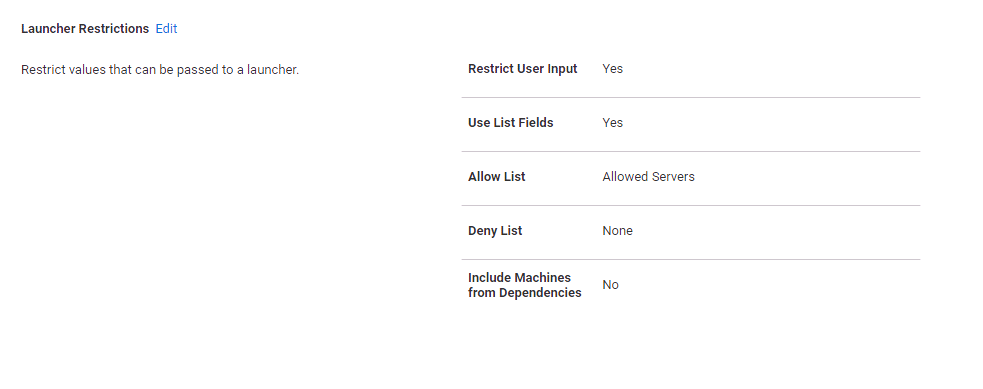 Launcher Restrictions Edit
Restrict values that can be passed to a launcher.
Restrict User Input Yes
Use List Fields Yes
Allow List Allowed Servers
Deny List None
Include Machines
from Dependencies No